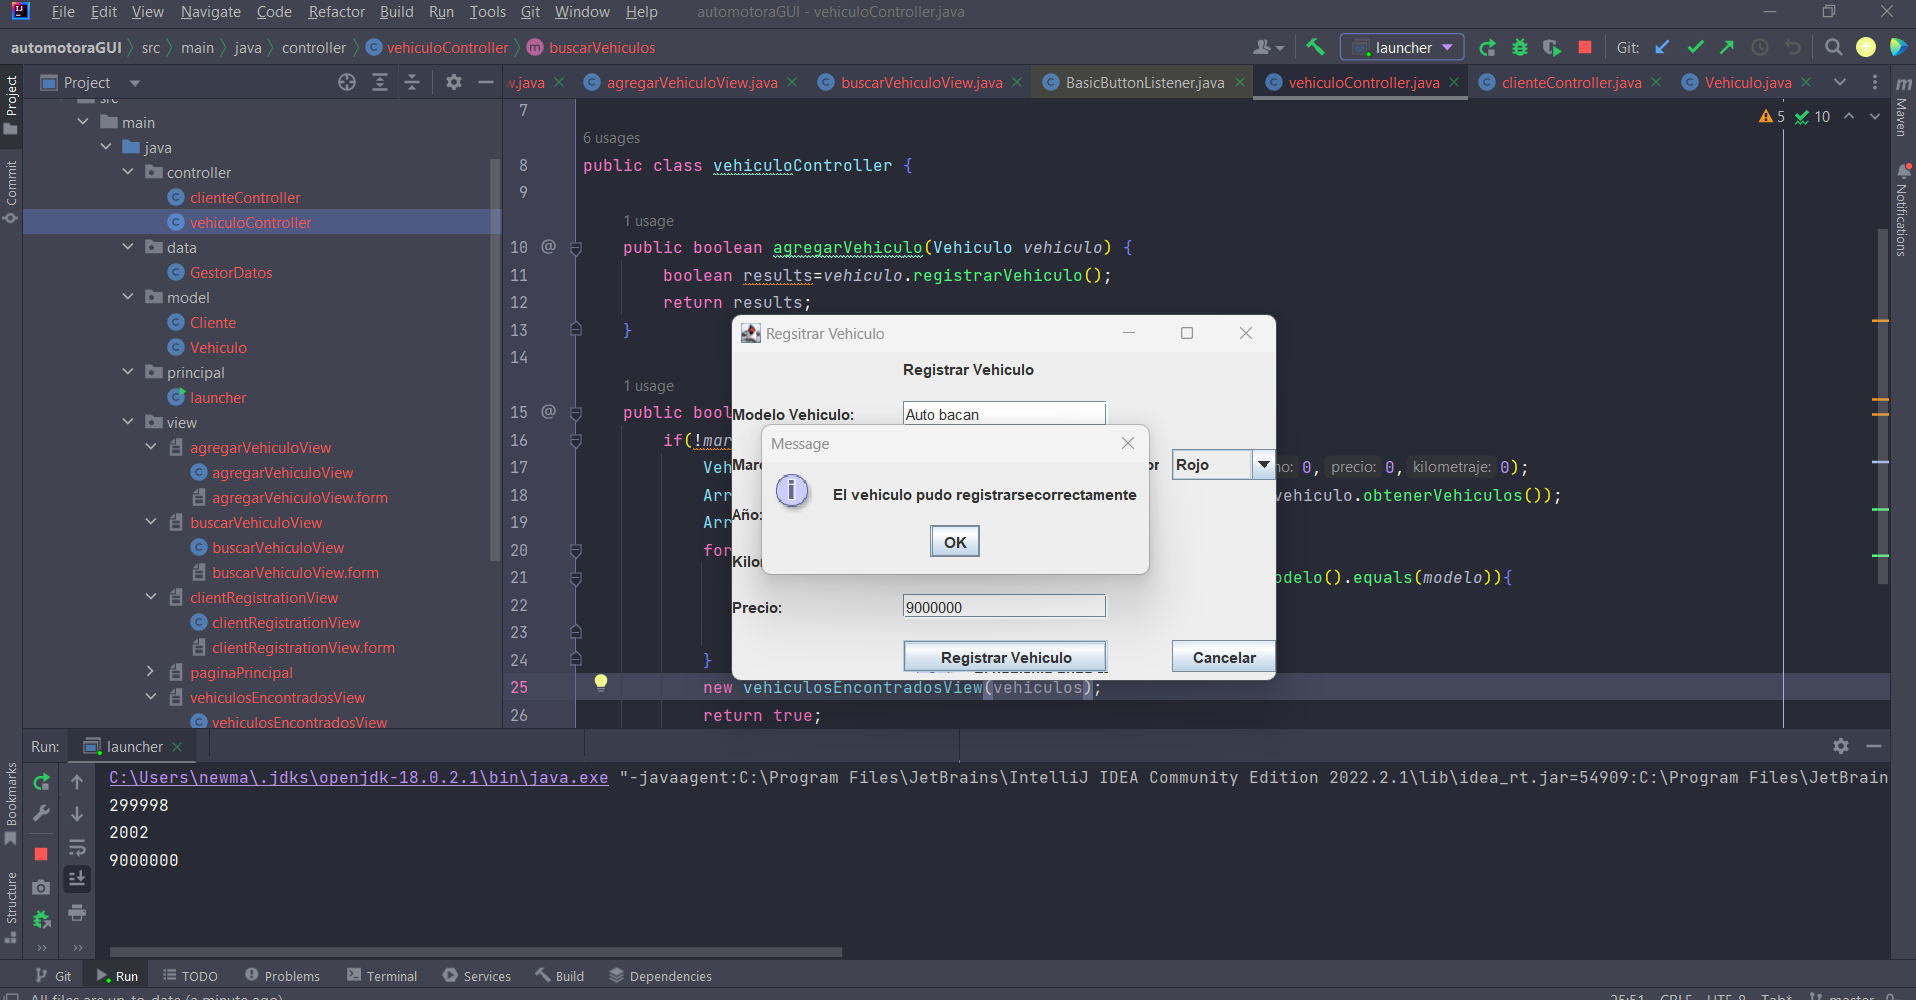 File Edit View Navigate Code Refactor Build Run Tools Git Window Help automotoraGUI - vehiculoController.java
automotoraGUI src main java controller vehiculoController buscarVehiculos launcher Git:
Project w.java agregarVehiculoView.java buscarVehiculoView.java BasicButtonListener.java vehiculoController.java clienteController.java Vehiculo.java
Project
Commit
Bookmarks
Structure
Maven
Notifications
src
main
java
controller
clienteController
vehiculoController
data
GestorDatos
model
Cliente
Vehiculo
principal
launcher
view
agregarVehiculoView
agregarVehiculoView
agregarVehiculoView.form
buscarVehiculoView
buscarVehiculoView
buscarVehiculoView.form
clientRegistrationView
clientRegistrationView
clientRegistrationView.form
paginaPrincipal
vehiculosEncontradosView
vehiculosEncontradosView
5 10
7
6 usages
8 public class vehiculoController {
9
1 usage
10 @ public boolean agregarVehiculo(Vehiculo vehiculo) {
11 boolean results=vehiculo.registrarVehiculo();
12 return results;
13 }
14
1 usage
15 @ public bool
16 if(!mar
17 Veh no: 0, precio: 0, kilometraje: 0);
18 Arr vehiculo.obtenerVehiculos());
19 Arr
20 for
21 odelo().equals(modelo)){
22
23
24 }
25 new vehiculosEncontradosView(vehiculos);
26 return true;
Regsitrar Vehiculo
Registrar Vehiculo
Modelo Vehiculo: Auto bacan
Marc or Rojo
Año:
Kilo
Precio: 9000000
Registrar Vehiculo Cancelar
Message
El vehiculo pudo registrarsecorrectamente
OK
Run: launcher
C:\Users\newma\.jdks\openjdk-18.0.2.1\bin\java.exe "-javaagent:C:\Program Files\JetBrains\IntelliJ IDEA Community Edition 2022.2.1\lib\idea_rt.jar=54909:C:\Program Files\JetBrain
299998
2002
9000000
Git Run TODO Problems Terminal Services Build Dependencies
All files are up-to-date (a minute ago) 25:51 CRLF UTF-8 Tab* master